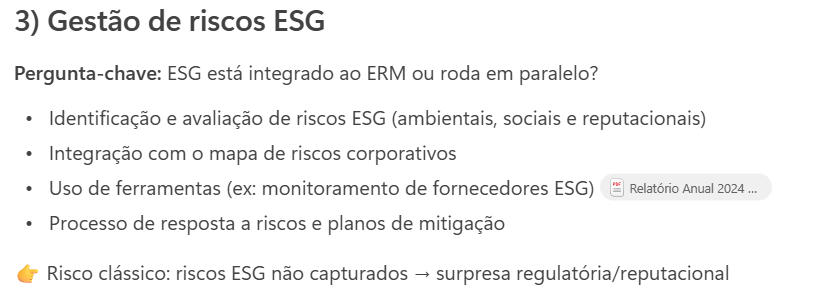 3) Gestão de riscos ESG
Pergunta-chave: ESG está integrado ao ERM ou roda em paralelo?
• Identificação e avaliação de riscos ESG (ambientais, sociais e reputacionais)
• Integração com o mapa de riscos corporativos
• Uso de ferramentas (ex: monitoramento de fornecedores ESG) PDF Relatório Anual 2024 ...
• Processo de resposta a riscos e planos de mitigação
👉 Risco clássico: riscos ESG não capturados → surpresa regulatória/reputacional